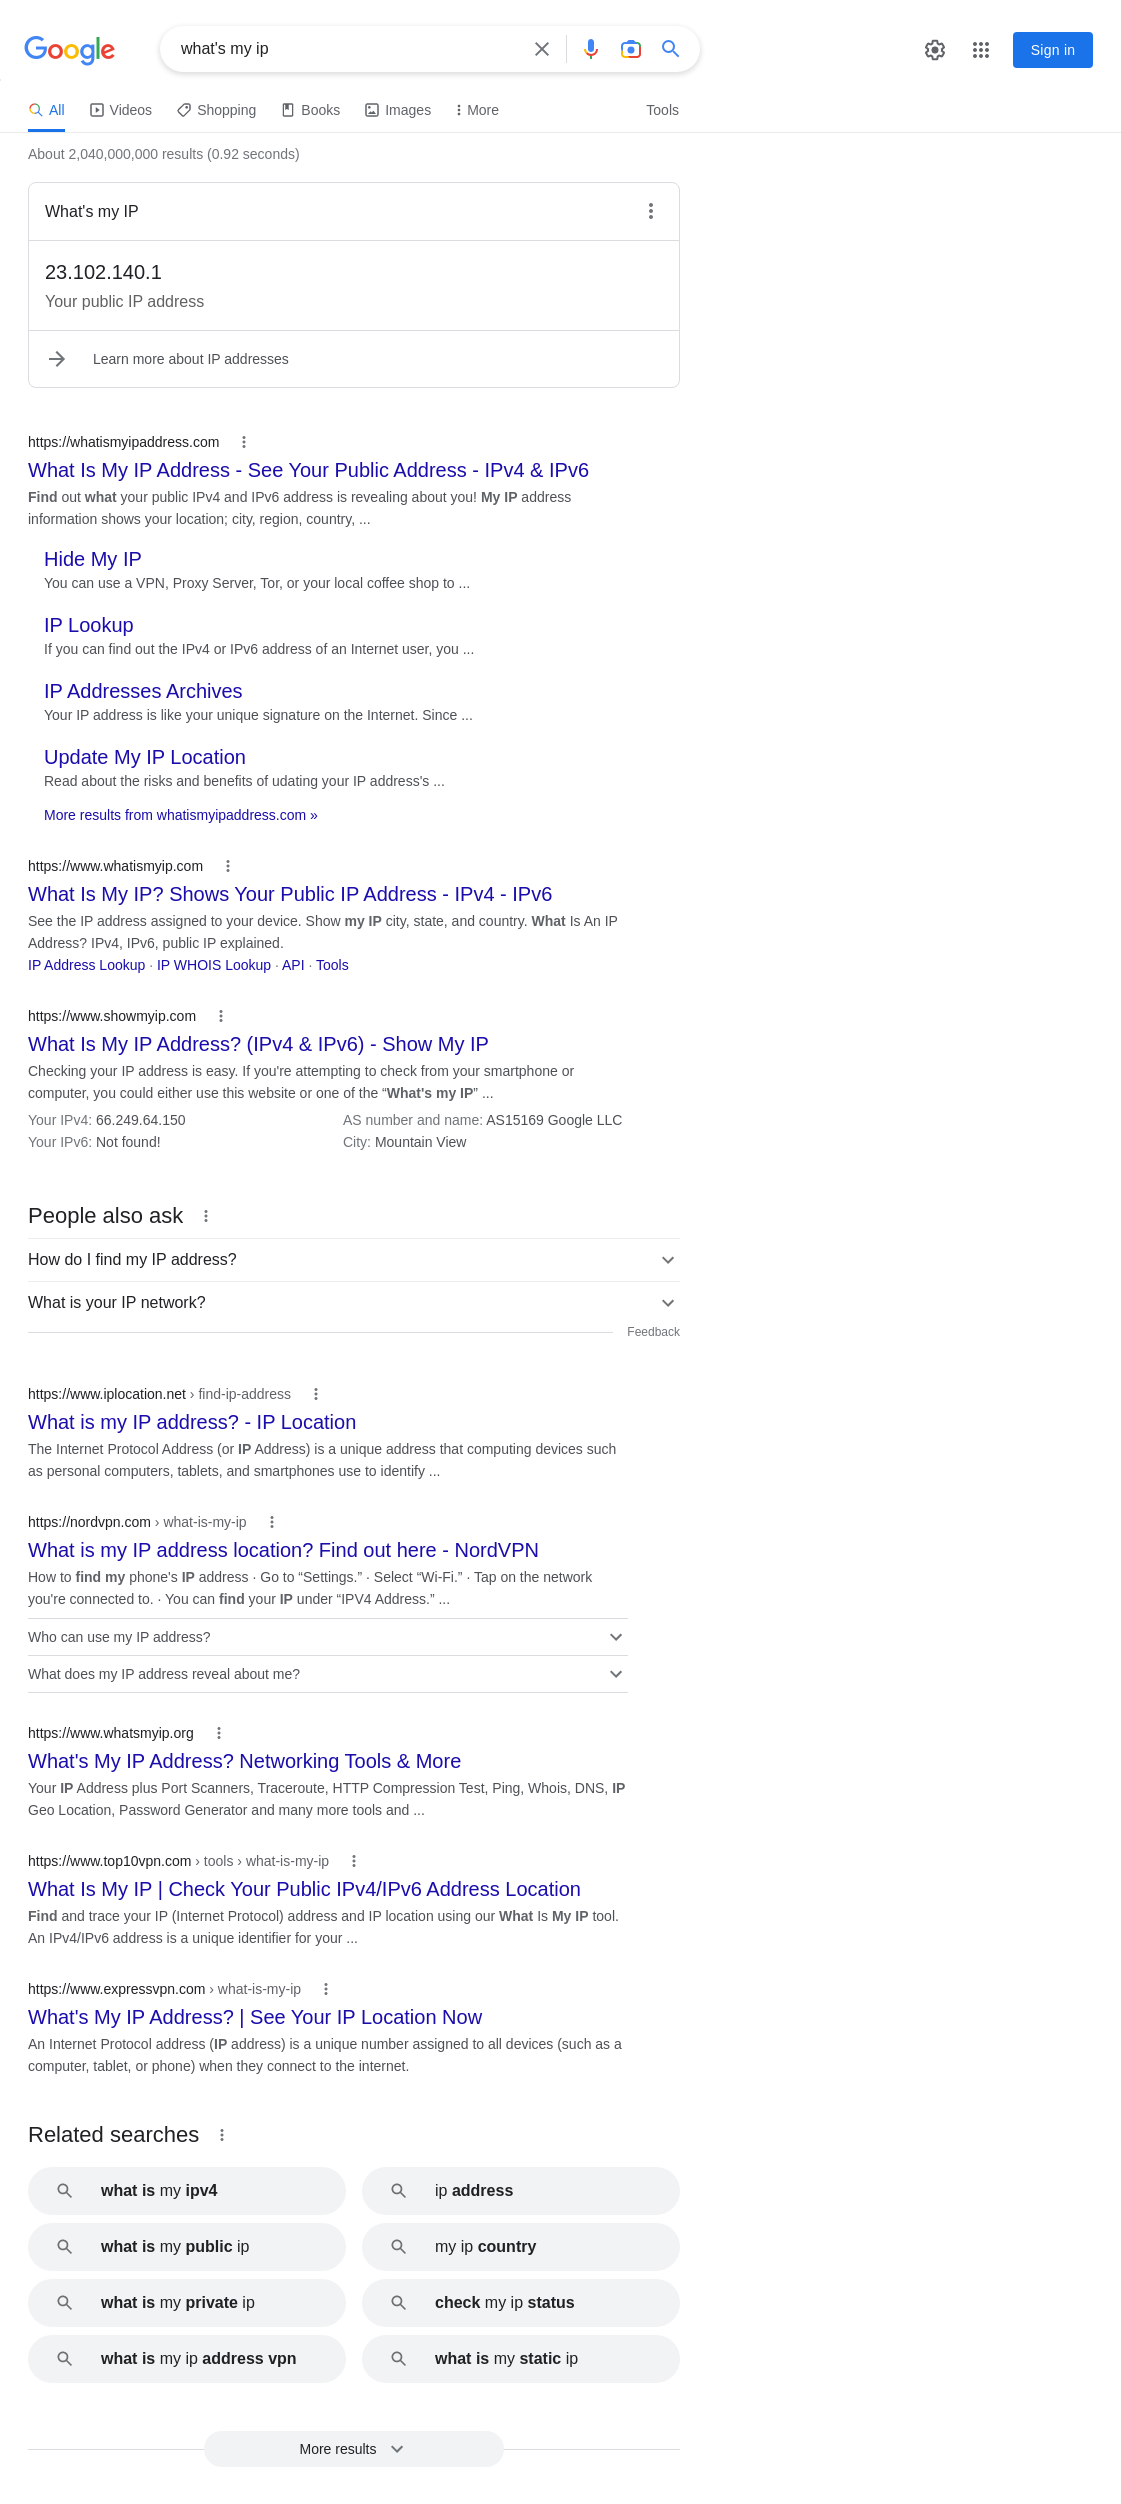 Google
what's my ip
Sign in
All Videos Shopping Books Images More Tools
About 2,040,000,000 results (0.92 seconds)
What's my IP
23.102.140.1
Your public IP address
Learn more about IP addresses
https://whatismyipaddress.com
What Is My IP Address - See Your Public Address - IPv4 & IPv6
Find out what your public IPv4 and IPv6 address is revealing about you! My IP address
information shows your location; city, region, country, ...
Hide My IP
You can use a VPN, Proxy Server, Tor, or your local coffee shop to ...
IP Lookup
If you can find out the IPv4 or IPv6 address of an Internet user, you ...
IP Addresses Archives
Your IP address is like your unique signature on the Internet. Since ...
Update My IP Location
Read about the risks and benefits of udating your IP address's ...
More results from whatismyipaddress.com »
https://www.whatismyip.com
What Is My IP? Shows Your Public IP Address - IPv4 - IPv6
See the IP address assigned to your device. Show my IP city, state, and country. What Is An IP
Address? IPv4, IPv6, public IP explained.
IP Address Lookup · IP WHOIS Lookup · API · Tools
https://www.showmyip.com
What Is My IP Address? (IPv4 & IPv6) - Show My IP
Checking your IP address is easy. If you're attempting to check from your smartphone or
computer, you could either use this website or one of the “What's my IP” ...
Your IPv4: 66.249.64.150 AS number and name: AS15169 Google LLC
Your IPv6: Not found! City: Mountain View
People also ask
How do I find my IP address?
What is your IP network?
Feedback
https://www.iplocation.net › find-ip-address
What is my IP address? - IP Location
The Internet Protocol Address (or IP Address) is a unique address that computing devices such
as personal computers, tablets, and smartphones use to identify ...
https://nordvpn.com › what-is-my-ip
What is my IP address location? Find out here - NordVPN
How to find my phone's IP address · Go to “Settings.” · Select “Wi-Fi.” · Tap on the network
you're connected to. · You can find your IP under “IPV4 Address.” ...
Who can use my IP address?
What does my IP address reveal about me?
https://www.whatsmyip.org
What's My IP Address? Networking Tools & More
Your IP Address plus Port Scanners, Traceroute, HTTP Compression Test, Ping, Whois, DNS, IP
Geo Location, Password Generator and many more tools and ...
https://www.top10vpn.com › tools › what-is-my-ip
What Is My IP | Check Your Public IPv4/IPv6 Address Location
Find and trace your IP (Internet Protocol) address and IP location using our What Is My IP tool.
An IPv4/IPv6 address is a unique identifier for your ...
https://www.expressvpn.com › what-is-my-ip
What's My IP Address? | See Your IP Location Now
An Internet Protocol address (IP address) is a unique number assigned to all devices (such as a
computer, tablet, or phone) when they connect to the internet.
Related searches
what is my ipv4 ip address
what is my public ip my ip country
what is my private ip check my ip status
what is my ip address vpn what is my static ip
More results